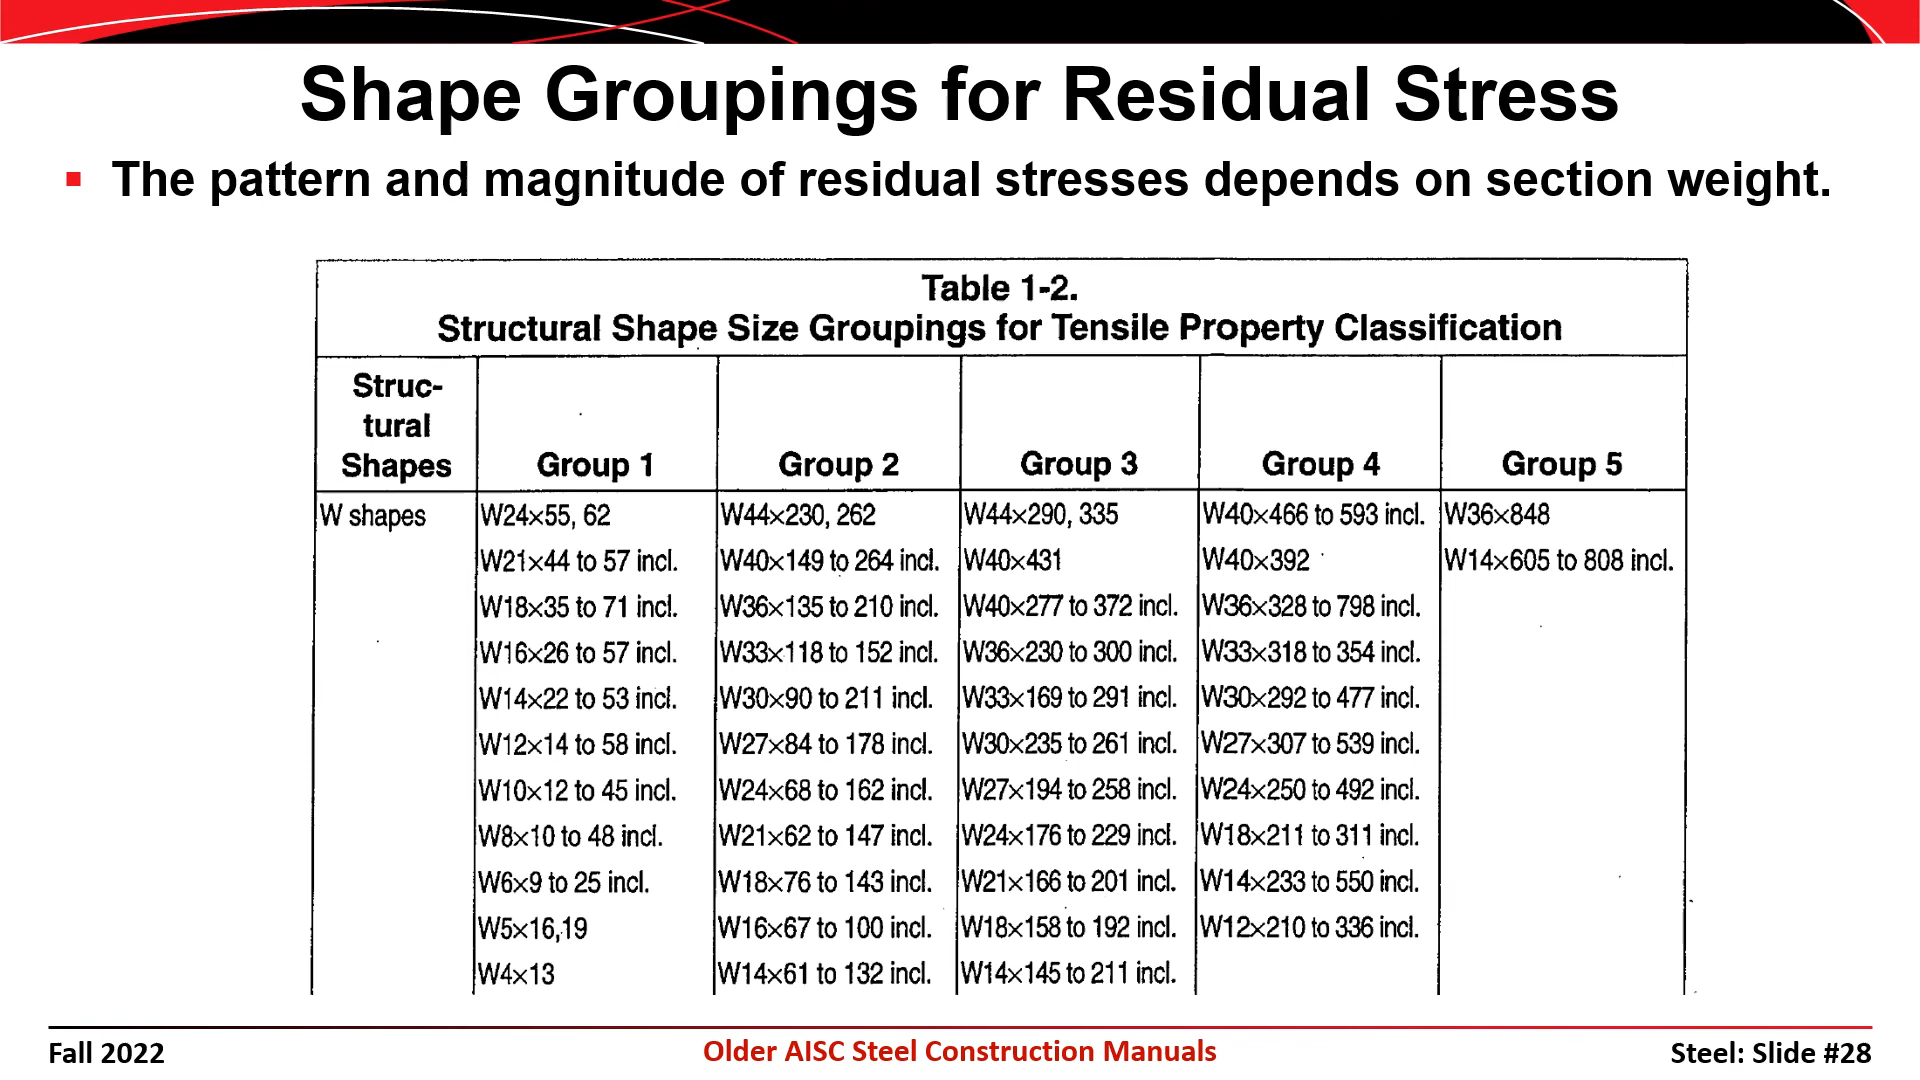 Shape Groupings for Residual Stress
▪ The pattern and magnitude of residual stresses depends on section weight.
Table 1-2.
Structural Shape Size Groupings for Tensile Property Classification
Struc-
tural
Shapes Group 1 Group 2 Group 3 Group 4 Group 5
W shapes W24×55, 62 W44×230, 262 W44×290, 335 W40×466 to 593 incl. W36×848
W21×44 to 57 incl. W40×149 to 264 incl. W40×431 W40×392 W14×605 to 808 incl.
W18×35 to 71 incl. W36×135 to 210 incl. W40×277 to 372 incl. W36×328 to 798 incl.
W16×26 to 57 incl. W33×118 to 152 incl. W36×230 to 300 incl. W33×318 to 354 incl.
W14×22 to 53 incl. W30×90 to 211 incl. W33×169 to 291 incl. W30×292 to 477 incl.
W12×14 to 58 incl. W27×84 to 178 incl. W30×235 to 261 incl. W27×307 to 539 incl.
W10×12 to 45 incl. W24×68 to 162 incl. W27×194 to 258 incl. W24×250 to 492 incl.
W8×10 to 48 incl. W21×62 to 147 incl. W24×176 to 229 incl. W18×211 to 311 incl.
W6×9 to 25 incl. W18×76 to 143 incl. W21×166 to 201 incl. W14×233 to 550 incl.
W5×16,19 W16×67 to 100 incl. W18×158 to 192 incl. W12×210 to 336 incl.
W4×13 W14×61 to 132 incl. W14×145 to 211 incl.
Fall 2022 Older AISC Steel Construction Manuals Steel: Slide #28